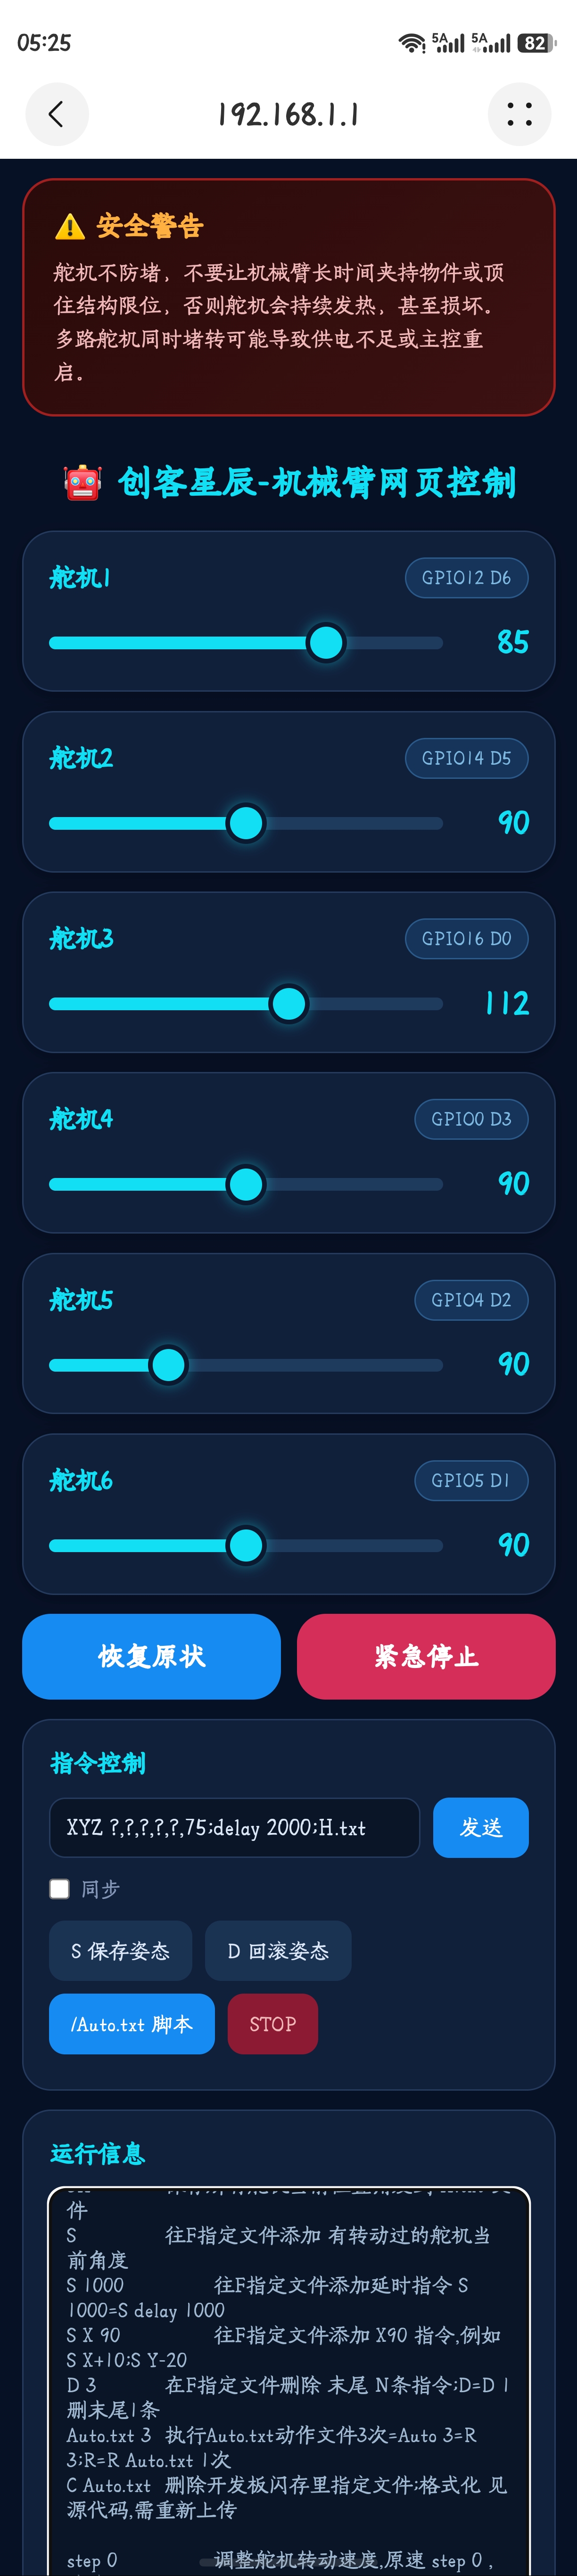 05:25
5A 5A 82
192.168.1.1
安全警告
舵机不防堵，不要让机械臂长时间夹持物件或顶
住结构限位，否则舵机会持续发热，甚至损坏。
多路舵机同时堵转可能导致供电不足或主控重
启。
创客星辰-机械臂网页控制
舵机1 GPIO12 D6
85
舵机2 GPIO14 D5
90
舵机3 GPIO16 D0
112
舵机4 GPIO0 D3
90
舵机5 GPIO4 D2
90
舵机6 GPIO5 D1
90
恢复原状 紧急停止
指令控制
XYZ ?,?,?,?,?,75;delay 2000;H.txt 发送
同步
S 保存姿态 D 回滚姿态
/Auto.txt 脚本 STOP
运行信息
件
S 往F指定文件添加 有转动过的舵机当
前角度
S 1000 往F指定文件添加延时指令 S
1000=S delay 1000
S X 90 往F指定文件添加 X90 指令,例如
S X+10;S Y-20
D 3 在F指定文件删除 末尾 N条指令;D=D 1
删末尾1条
Auto.txt 3 执行Auto.txt动作文件3次=Auto 3=R
3;R=R Auto.txt 1次
C Auto.txt 删除开发板闪存里指定文件;格式化 见
源代码,需重新上传
step 0 调整舵机转动速度,原速 step 0 ,